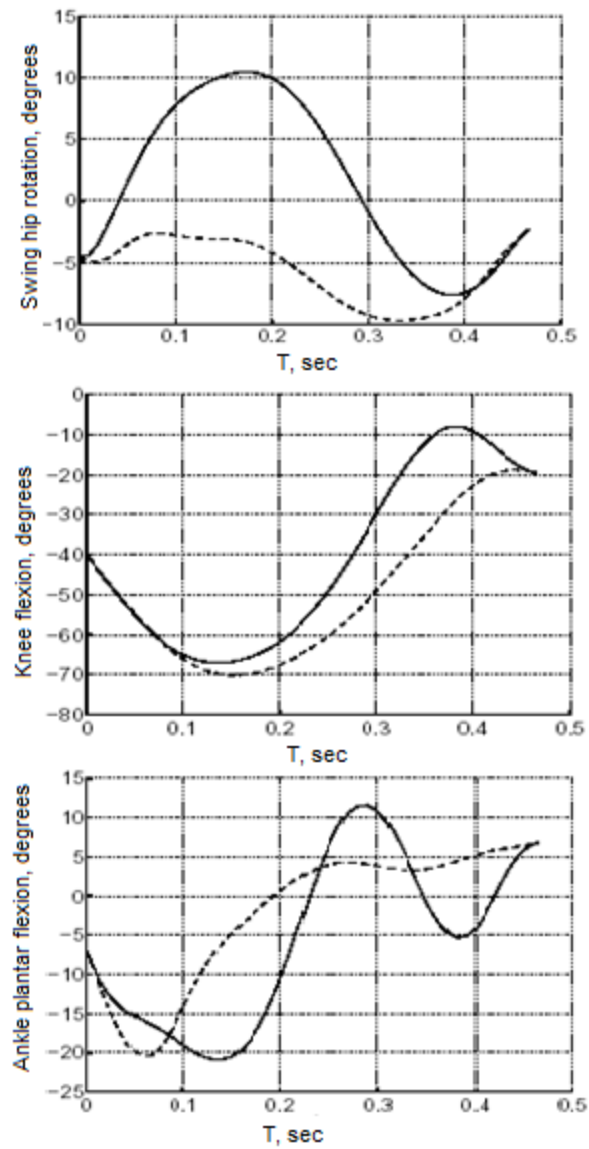 Swing hip rotation, degrees
15
10
5
0
−5
−10
0 0.1 0.2 0.3 0.4 0.5
T, sec
Knee flexion, degrees
0
−10
−20
−30
−40
−50
−60
−70
−80
0 0.1 0.2 0.3 0.4 0.5
T, sec
Ankle plantar flexion, degrees
15
10
5
0
−5
−10
−15
−20
−25
0 0.1 0.2 0.3 0.4 0.5
T, sec